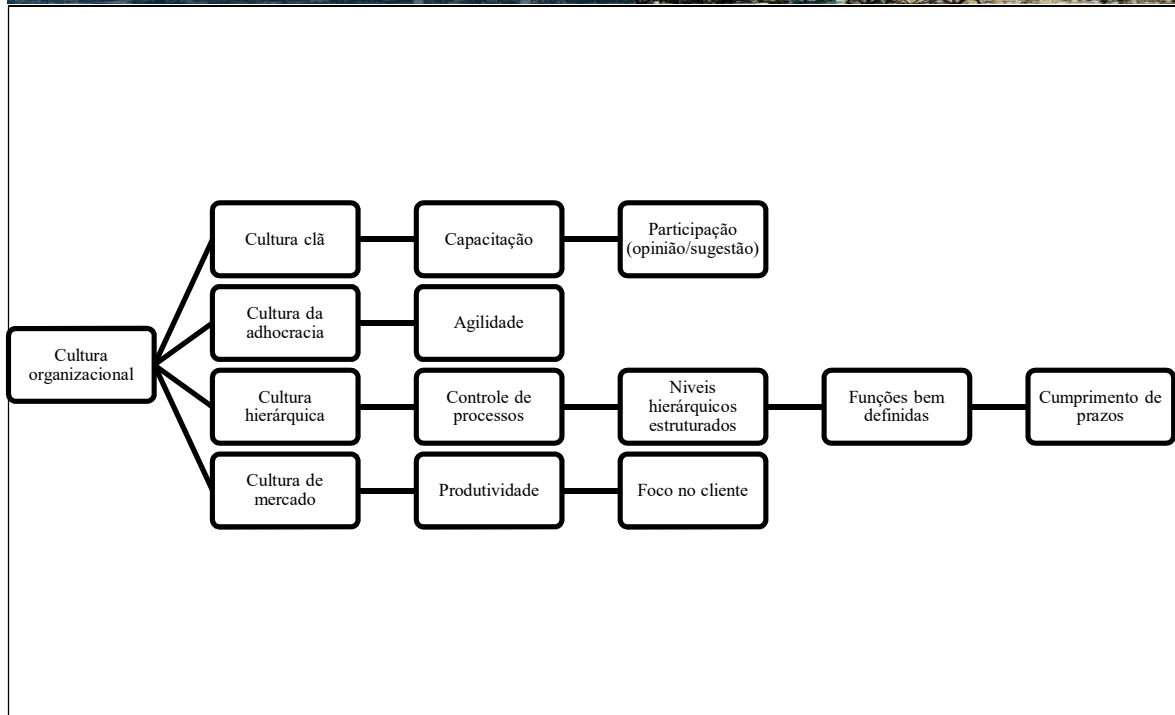 Cultura
organizacional
Cultura clã
Capacitação
Participação
(opinião/sugestão)
Cultura da
adhocracia
Agilidade
Cultura
hierárquica
Controle de
processos
Níveis
hierárquicos
estruturados
Funções bem
definidas
Cumprimento de
prazos
Cultura de
mercado
Produtividade
Foco no cliente